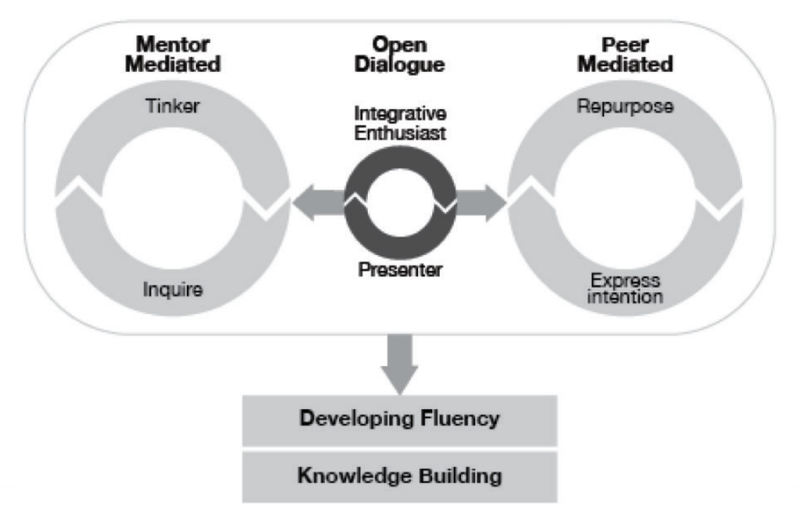 Mentor
Mediated
Tinker
Inquire
Open
Dialogue
Integrative
Enthusiast
Presenter
Peer
Mediated
Repurpose
Express
intention
Developing Fluency
Knowledge Building